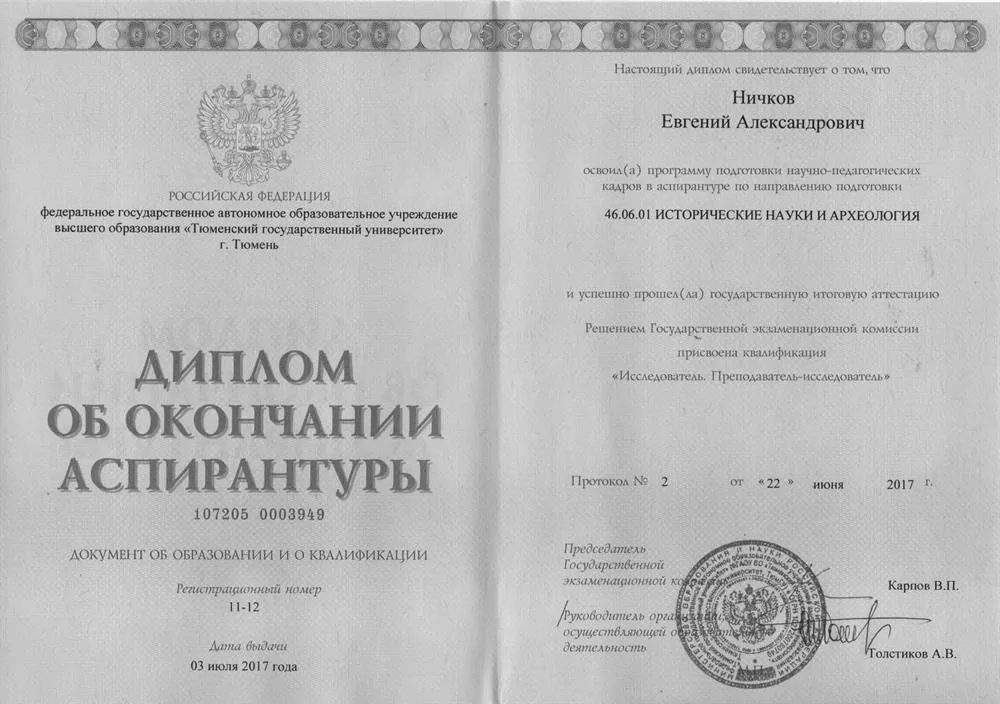 РОССИЙСКАЯ ФЕДЕРАЦИЯ
федеральное государственное автономное образовательное учреждение
высшего образования «Тюменский государственный университет»
г. Тюмень
ДИПЛОМ
ОБ ОКОНЧАНИИ
АСПИРАНТУРЫ
107205 0003949
ДОКУМЕНТ ОБ ОБРАЗОВАНИИ И О КВАЛИФИКАЦИИ
Регистрационный номер
11-12
Дата выдачи
03 июля 2017 года
Настоящий диплом свидетельствует о том, что
Ничков
Евгений Александрович
освоил(а) программу подготовки научно-педагогических
кадров в аспирантуре по направлению подготовки
46.06.01 ИСТОРИЧЕСКИЕ НАУКИ И АРХЕОЛОГИЯ
и успешно прошел(ла) государственную итоговую аттестацию
Решением Государственной экзаменационной комиссии
присвоена квалификация
«Исследователь. Преподаватель-исследователь»
Протокол № 2 от «22» июня 2017 г.
Председатель
Государственной
экзаменационной
Карпов В.П.
Руководитель
осуществляющей
деятельность
М.П.
Толстиков А.В.